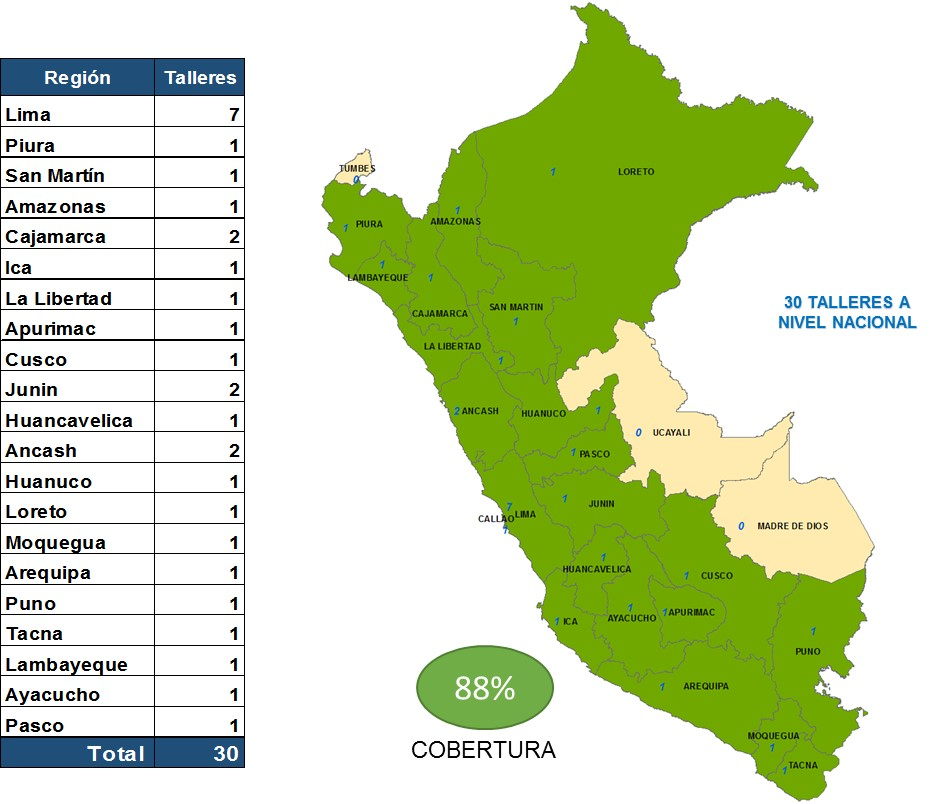 Región Talleres
Lima 7
Piura 1
San Martín 1
Amazonas 1
Cajamarca 2
Ica 1
La Libertad 1
Apurimac 1
Cusco 1
Junin 2
Huancavelica 1
Ancash 2
Huanuco 1
Loreto 1
Moquegua 1
Arequipa 1
Puno 1
Tacna 1
Lambayeque 1
Ayacucho 1
Pasco 1
Total 30
TUMBES
0
1 LORETO
1 AMAZONAS
1 PIURA
1
LAMBAYEQUE
1
CAJAMARCA
SAN MARTIN
1
LA LIBERTAD
1
30 TALLERES A
NIVEL NACIONAL
2 ANCASH
HUANUCO 1
0 UCAYALI
1 PASCO
1 JUNIN
7 LIMA
CALLAO
1
0 MADRE DE DIOS
1
HUANCAVELICA
1 CUSCO
1
AYACUCHO
1 APURIMAC
1 ICA
1
PUNO
1 AREQUIPA
MOQUEGUA
1
1 TACNA
88%
COBERTURA